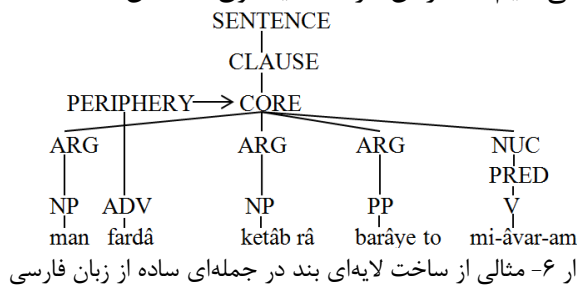 SENTENCE
CLAUSE
PERIPHERY CORE
ARG ARG ARG NUC
PRED
NP ADV NP PP V
man fardâ ketâb râ barâye to mi-âvar-am
ار ۶- مثالی از ساخت لایه‌ای بند در جمله‌ای ساده از زبان فارسی